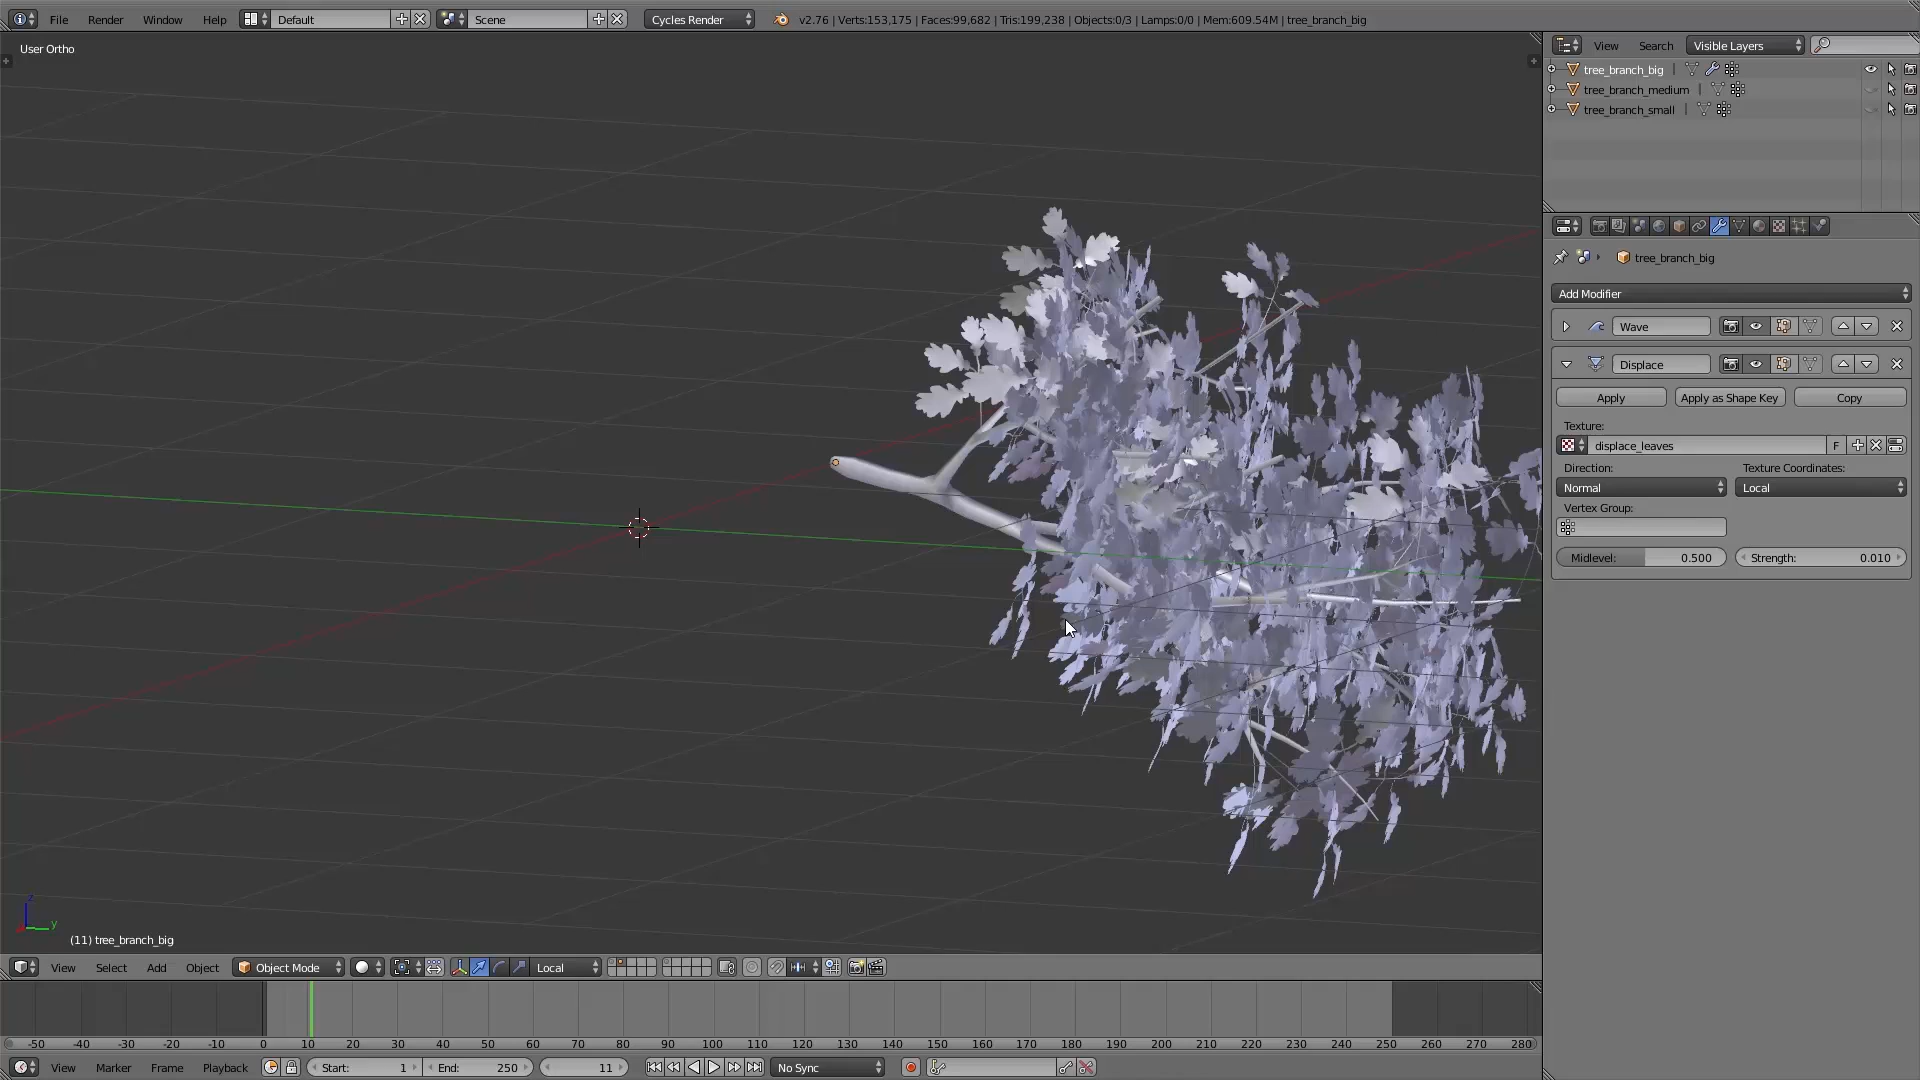 File Render Window Help Default Scene Cycles Render v2.76 | Verts:153,175 | Faces:99,682 | Tris:199,238 | Objects:0/3 | Lamps:0/0 | Mem:609.54M | tree_branch_big
User Ortho
View Search Visible Layers
tree_branch_big
tree_branch_medium
tree_branch_small
tree_branch_big
Add Modifier
Wave
Displace
Apply Apply as Shape Key Copy
Texture:
displace_leaves F
Direction: Texture Coordinates:
Normal Local
Vertex Group:
Midlevel: 0.500 Strength: 0.010
z
y
(11) tree_branch_big
View Select Add Object Object Mode Local
-50 -40 -30 -20 -10 0 10 20 30 40 50 60 70 80 90 100 110 120 130 140 150 160 170 180 190 200 210 220 230 240 250 260 270 280
View Marker Frame Playback Start: 1 End: 250 11 No Sync